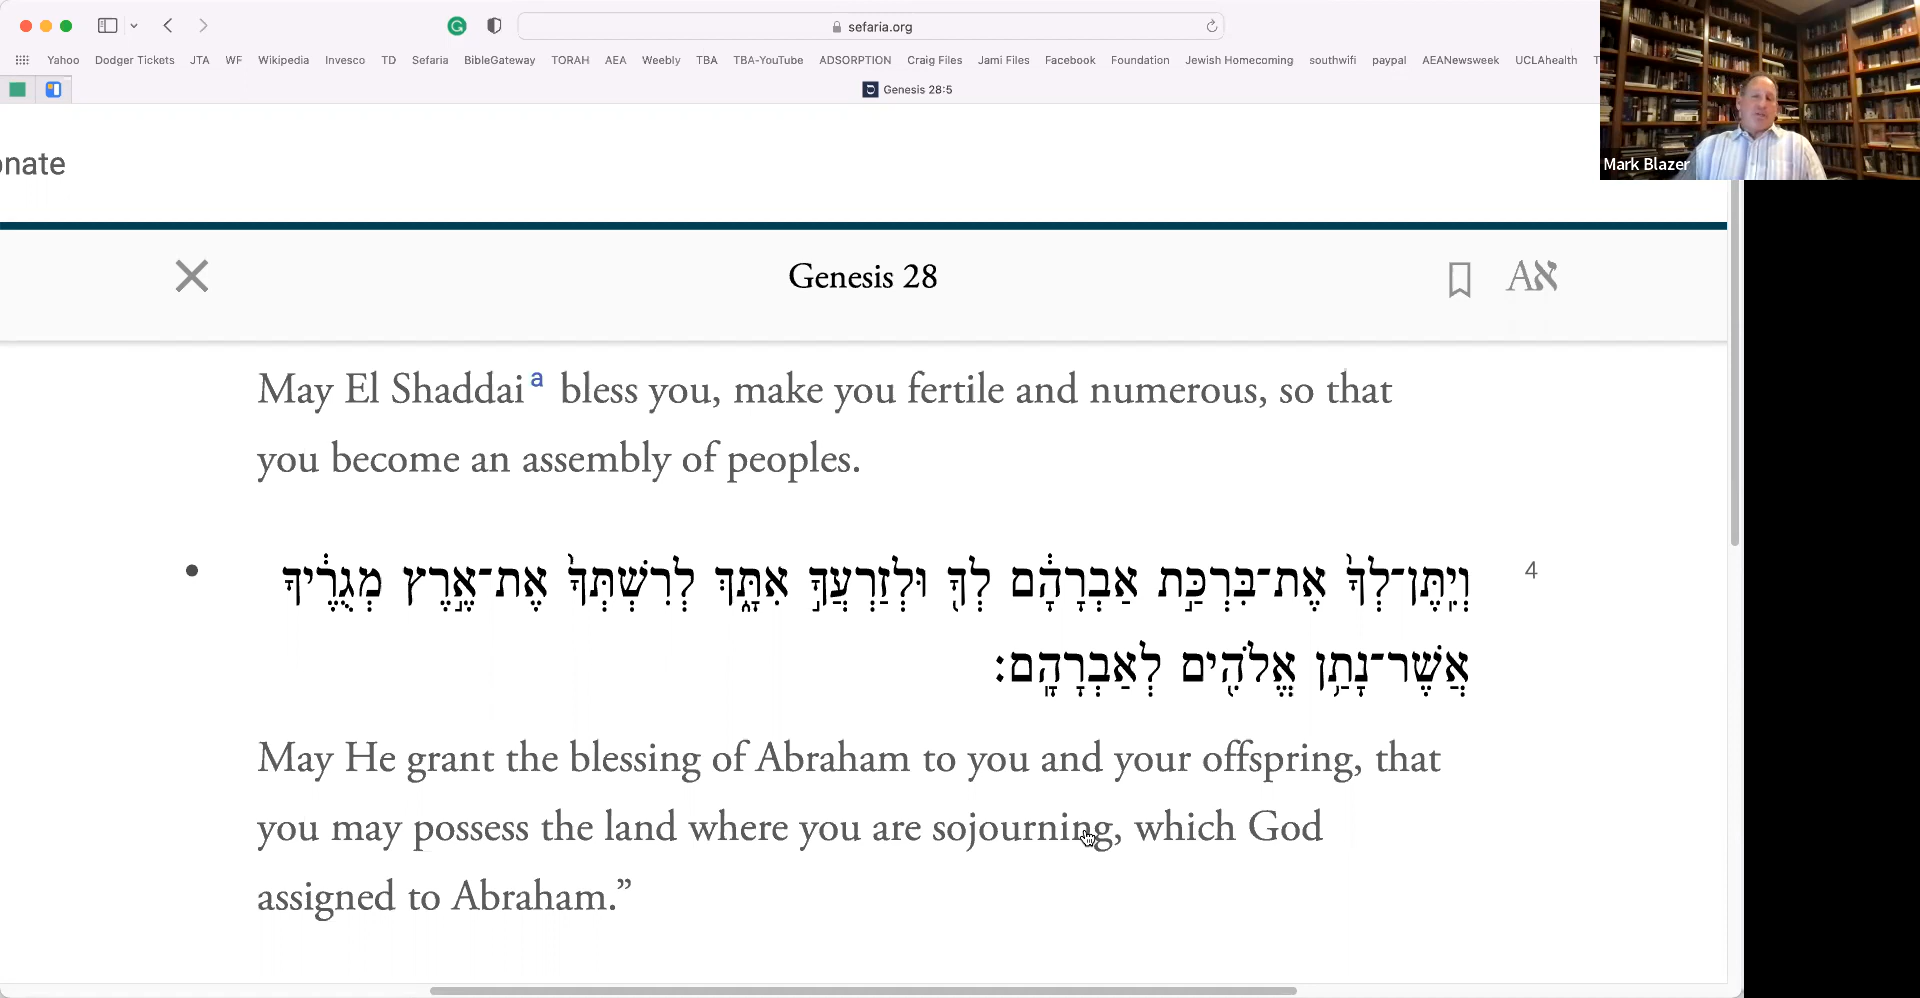 sefaria.org
Yahoo Dodger Tickets JTA WF Wikipedia Invesco TD Sefaria BibleGateway TORAH AEA Weebly TBA TBA-YouTube ADSORPTION Craig Files Jami Files Facebook Foundation Jewish Homecoming southwifi paypal AEANewsweek UCLAhealth
Genesis 28:5
Mark Blazer
onate
Genesis 28
Aא
May El Shaddai a bless you, make you fertile and numerous, so that
you become an assembly of peoples.
4
וְיִֽתֶּן־לְךָ֙ אֶת־בִּרְכַּ֣ת אַבְרָהָ֔ם לְךָ֖ וּלְזַרְעֲךָ֣ אִתָּ֑ךְ לְרִשְׁתְּךָ֙ אֶת־אֶ֣רֶץ מְגֻרֶ֔יךָ
אֲשֶׁר־נָתַ֥ן אֱלֹהִ֖ים לְאַבְרָהָֽם׃
May He grant the blessing of Abraham to you and your offspring, that
you may possess the land where you are sojourning, which God
assigned to Abraham.”